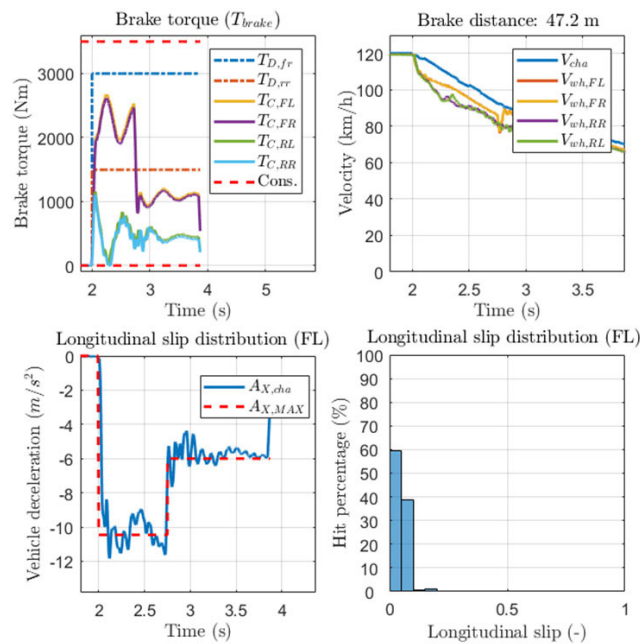 Brake torque (T_brake)
Brake torque (Nm)
3000
2000
1000
0
T_D,fr
T_D,rr
T_C,FL
T_C,FR
T_C,RL
T_C,RR
Cons.
2 3 4 5
Time (s)
Brake distance: 47.2 m
Velocity (km/h)
120
100
80
60
40
20
0
V_cha
V_wh,FL
V_wh,FR
V_wh,RR
V_wh,RL
2 2.5 3 3.5
Time (s)
Longitudinal slip distribution (FL)
Vehicle deceleration (m/s²)
0
-2
-4
-6
-8
-10
-12
A_X,cha
A_X,MAX
2 2.5 3 3.5 4
Time (s)
Longitudinal slip distribution (FL)
Hit percentage (%)
100
90
80
70
60
50
40
30
20
10
0
0 0.5 1
Longitudinal slip (-)